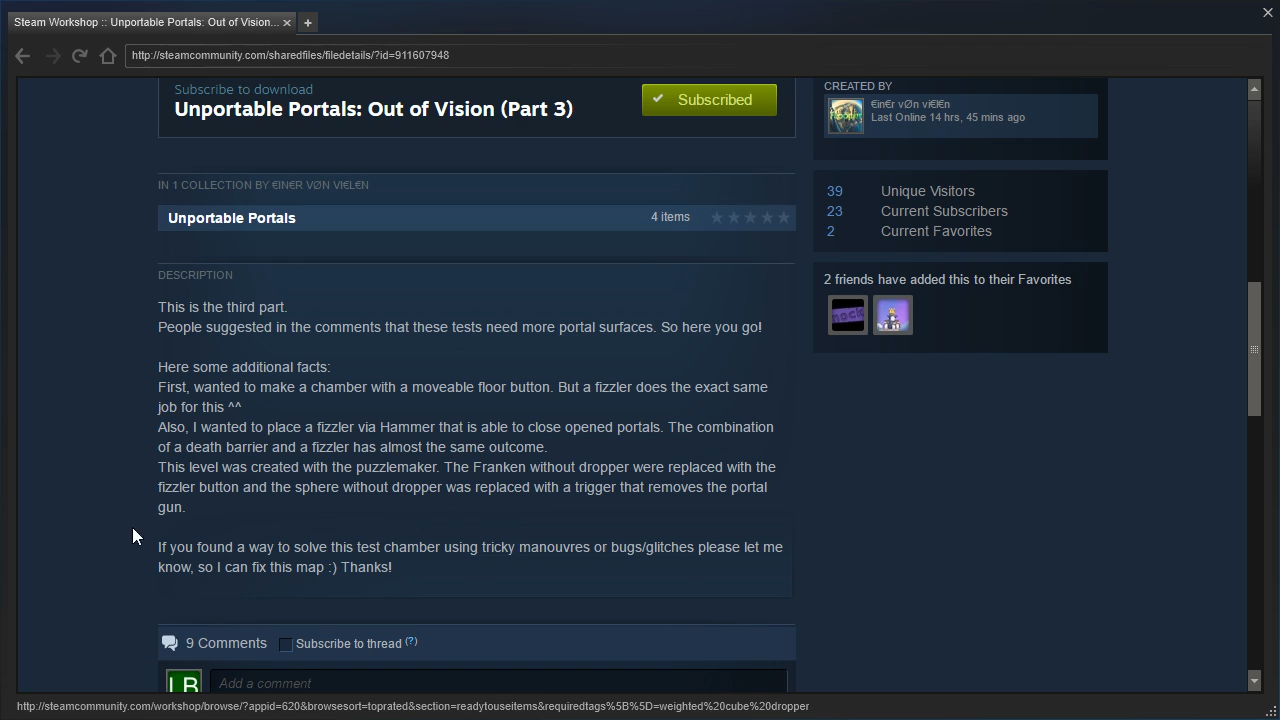 Steam Workshop :: Unportable Portals: Out of Vision...
http://steamcommunity.com/sharedfiles/filedetails/?id=911607948
Subscribe to download
Unportable Portals: Out of Vision (Part 3)
Subscribed
IN 1 COLLECTION BY €IN€R VØN VI€L€N
Unportable Portals
4 items
DESCRIPTION
This is the third part.
People suggested in the comments that these tests need more portal surfaces. So here you go!
Here some additional facts:
First, wanted to make a chamber with a moveable floor button. But a fizzler does the exact same
job for this ^^
Also, I wanted to place a fizzler via Hammer that is able to close opened portals. The combination
of a death barrier and a fizzler has almost the same outcome.
This level was created with the puzzlemaker. The Franken without dropper were replaced with the
fizzler button and the sphere without dropper was replaced with a trigger that removes the portal
gun.
If you found a way to solve this test chamber using tricky manouvres or bugs/glitches please let me
know, so I can fix this map :) Thanks!
9 Comments
Subscribe to thread (?)
LB
Add a comment
CREATED BY
€in€r vØn vi€l€n
Last Online 14 hrs, 45 mins ago
39 Unique Visitors
23 Current Subscribers
2 Current Favorites
2 friends have added this to their Favorites
http://steamcommunity.com/workshop/browse/?appid=620&browsesort=toprated&section=readytouseitems&requiredtags%5B%5D=weighted%20cube%20dropper